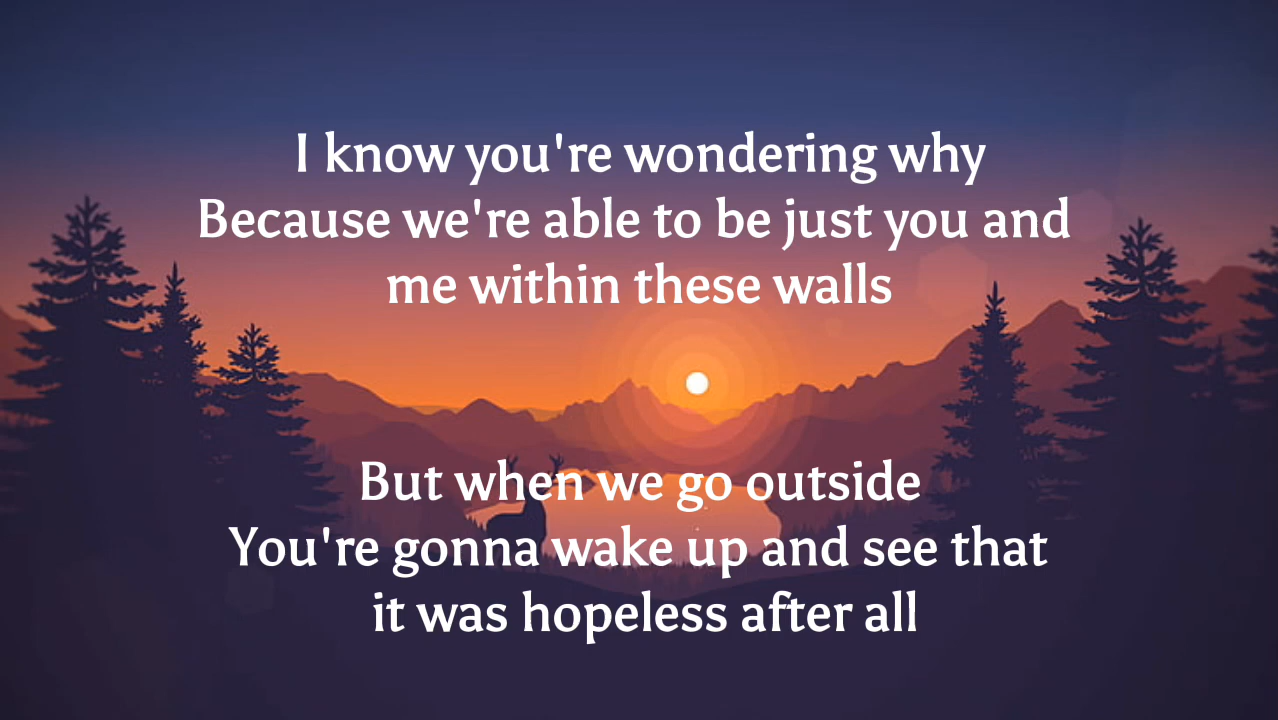 I know you're wondering why
Because we're able to be just you and
me within these walls
But when we go outside
You're gonna wake up and see that
it was hopeless after all